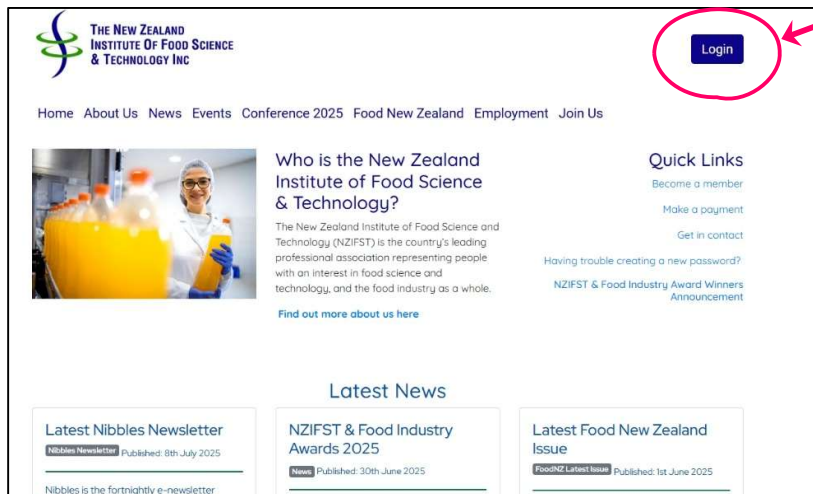 THE NEW ZEALAND
INSTITUTE OF FOOD SCIENCE
& TECHNOLOGY INC
Login
Home About Us News Events Conference 2025 Food New Zealand Employment Join Us
Who is the New Zealand
Institute of Food Science
& Technology?
The New Zealand Institute of Food Science and
Technology (NZIFST) is the country's leading
professional association representing people
with an interest in food science and
technology, and the food industry as a whole.
Find out more about us here
Quick Links
Become a member
Make a payment
Get in contact
Having trouble creating a new password?
NZIFST & Food Industry Award Winners
Announcement
Latest News
Latest Nibbles Newsletter
Nibbles Newsletter Published: 8th July 2025
Nibbles is the fortnightly e-newsletter
NZIFST & Food Industry
Awards 2025
News Published: 30th June 2025
Latest Food New Zealand
Issue
FoodNZ Latest Issue Published: 1st June 2025